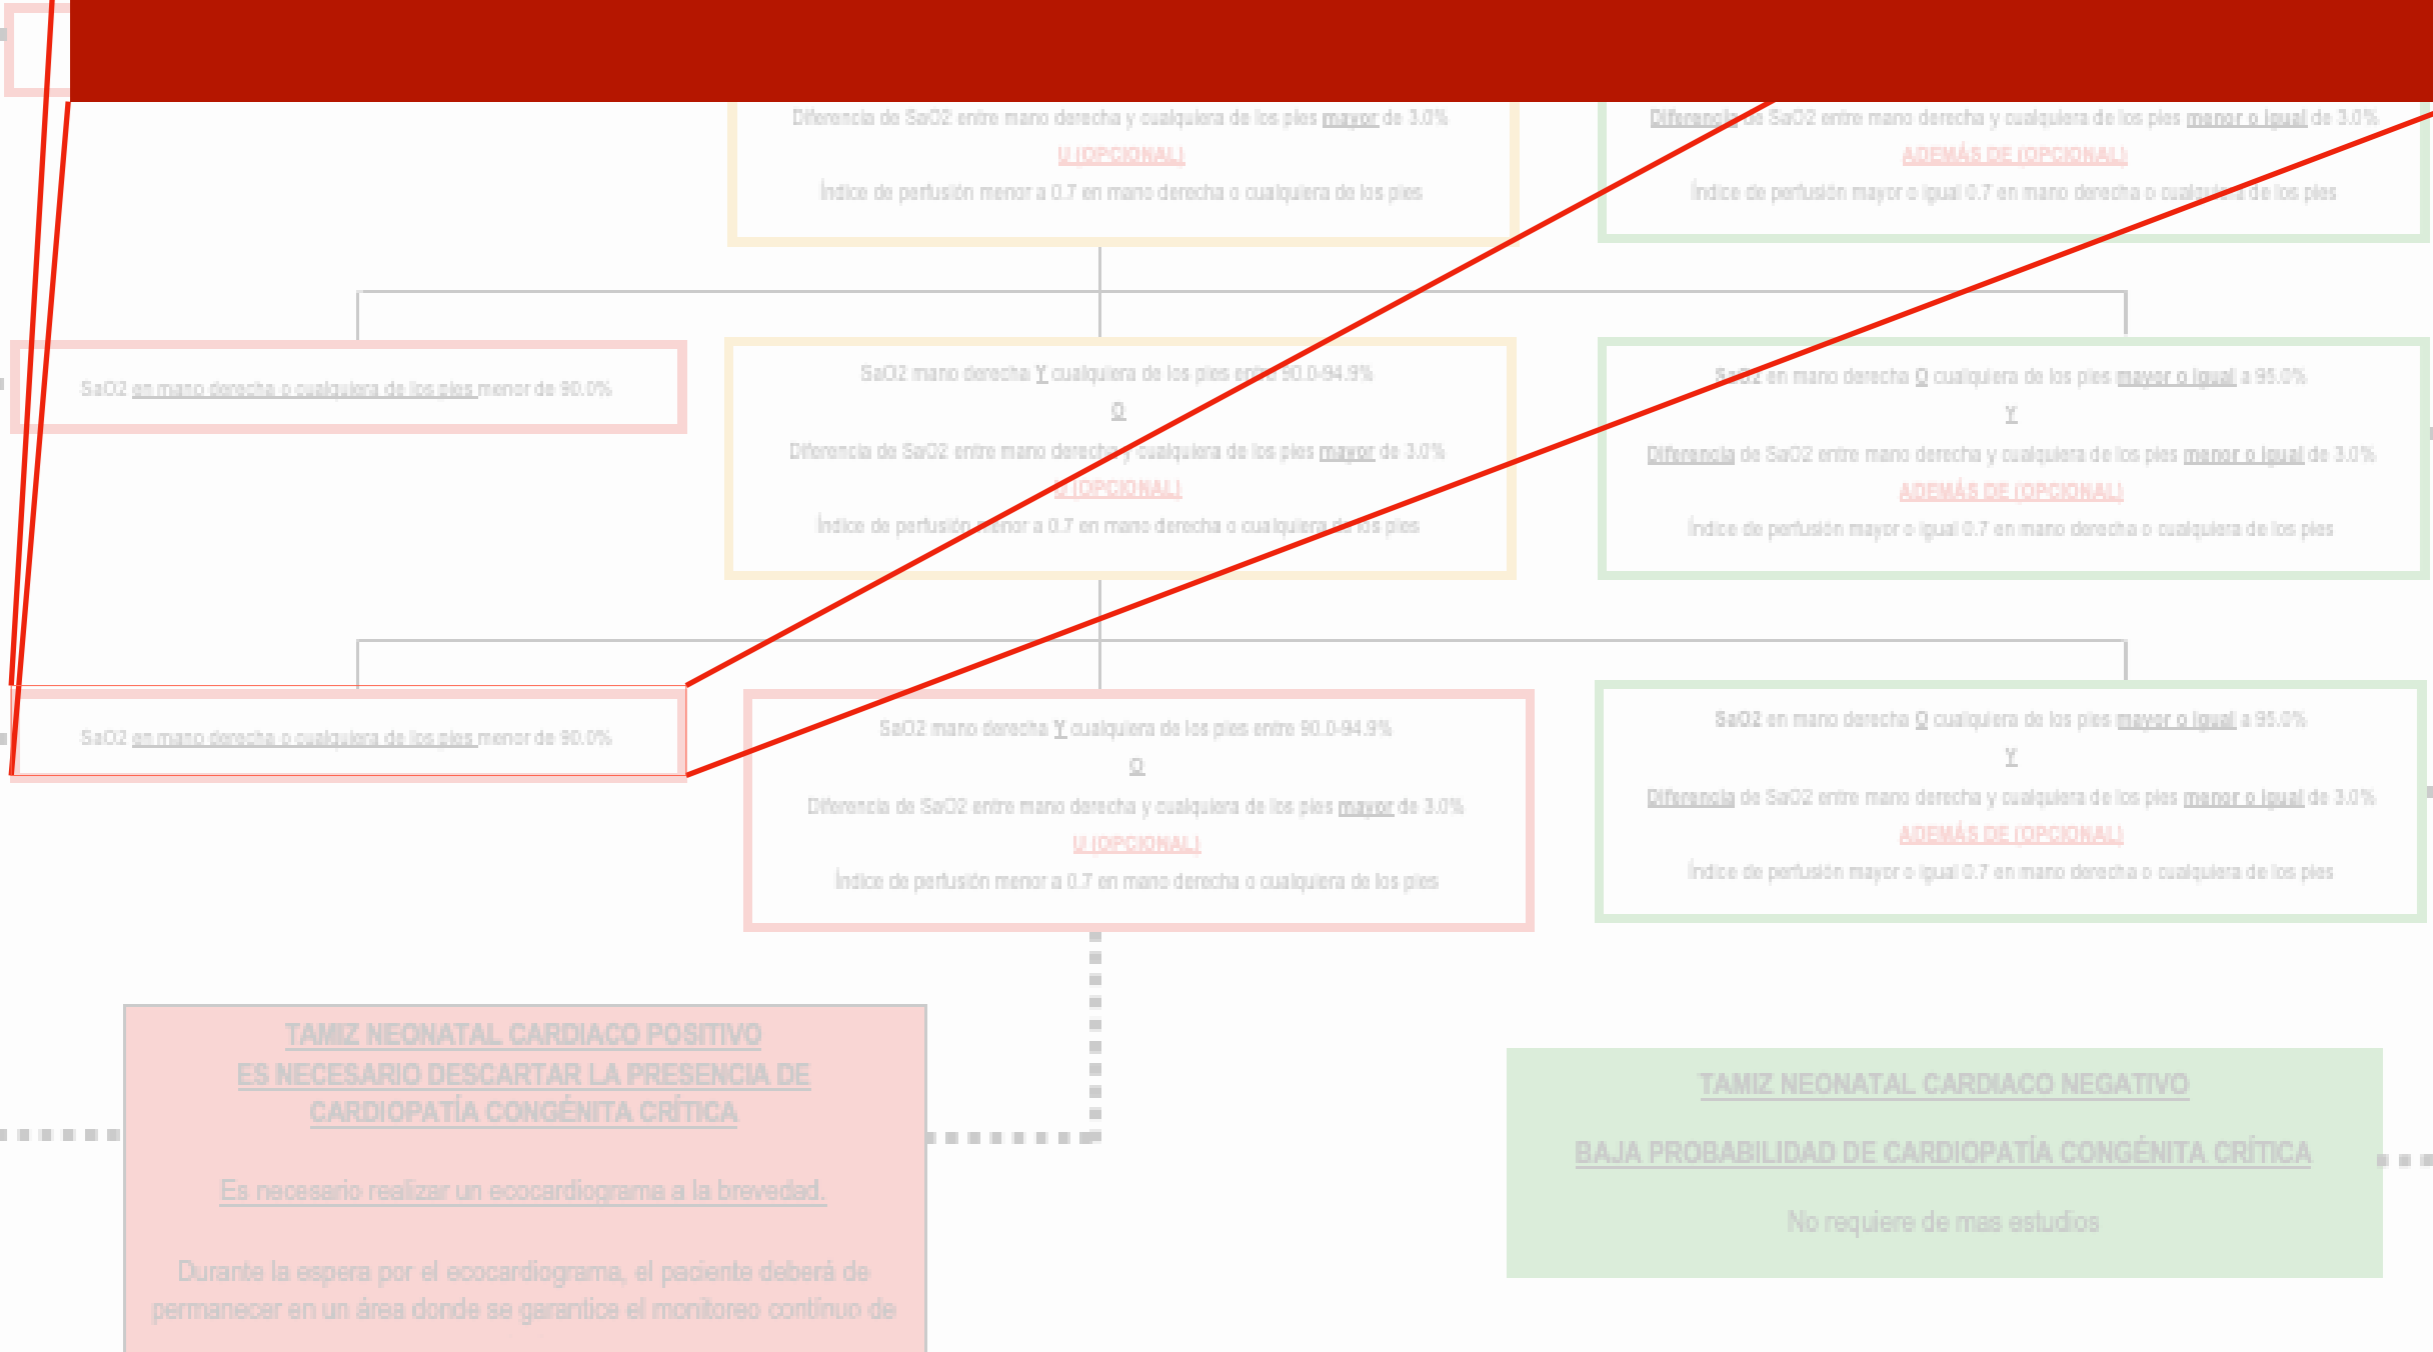 Diferencia de SaO2 entre mano derecha y cualquiera de los pies mayor de 3.0%
U (OPCIONAL)
Índice de perfusión menor a 0.7 en mano derecha o cualquiera de los pies
Diferencia de SaO2 entre mano derecha y cualquiera de los pies menor o igual de 3.0%
ADEMÁS DE (OPCIONAL)
Índice de perfusión mayor o igual 0.7 en mano derecha o cualquiera de los pies
SaO2 en mano derecha o cualquiera de los pies menor de 90.0%
SaO2 mano derecha Y cualquiera de los pies entre 90.0-94.9%
O
Diferencia de SaO2 entre mano derecha y cualquiera de los pies mayor de 3.0%
U (OPCIONAL)
Índice de perfusión menor a 0.7 en mano derecha o cualquiera de los pies
SaO2 en mano derecha O cualquiera de los pies mayor o igual a 95.0%
Y
Diferencia de SaO2 entre mano derecha y cualquiera de los pies menor o igual de 3.0%
ADEMÁS DE (OPCIONAL)
Índice de perfusión mayor o igual 0.7 en mano derecha o cualquiera de los pies
SaO2 en mano derecha o cualquiera de los pies menor de 90.0%
SaO2 mano derecha Y cualquiera de los pies entre 90.0-94.9%
O
Diferencia de SaO2 entre mano derecha y cualquiera de los pies mayor de 3.0%
U (OPCIONAL)
Índice de perfusión menor a 0.7 en mano derecha o cualquiera de los pies
SaO2 en mano derecha O cualquiera de los pies mayor o igual a 95.0%
Y
Diferencia de SaO2 entre mano derecha y cualquiera de los pies menor o igual de 3.0%
ADEMÁS DE (OPCIONAL)
Índice de perfusión mayor o igual 0.7 en mano derecha o cualquiera de los pies
TAMIZ NEONATAL CARDIACO POSITIVO
ES NECESARIO DESCARTAR LA PRESENCIA DE
CARDIOPATÍA CONGÉNITA CRÍTICA
Es necesario realizar un ecocardiograma a la brevedad.
Durante la espera por el ecocardiograma, el paciente deberá de
permanecer en un área donde se garantice el monitoreo continuo de
TAMIZ NEONATAL CARDIACO NEGATIVO
BAJA PROBABILIDAD DE CARDIOPATÍA CONGÉNITA CRÍTICA
No requiere de mas estudios